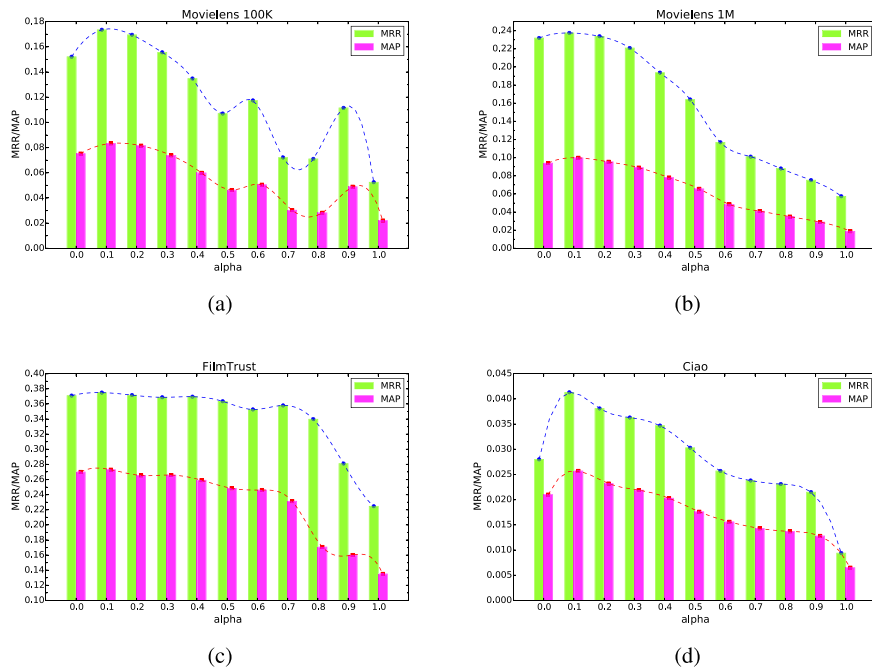 Movielens 100K
MRR
MAP
MRR/MAP
0.18
0.16
0.14
0.12
0.10
0.08
0.06
0.04
0.02
0.00
0.0 0.1 0.2 0.3 0.4 0.5 0.6 0.7 0.8 0.9 1.0
alpha
(a)
Movielens 1M
MRR
MAP
MRR/MAP
0.24
0.22
0.20
0.18
0.16
0.14
0.12
0.10
0.08
0.06
0.04
0.02
0.00
0.0 0.1 0.2 0.3 0.4 0.5 0.6 0.7 0.8 0.9 1.0
alpha
(b)
FilmTrust
MRR
MAP
MRR/MAP
0.40
0.38
0.36
0.34
0.32
0.30
0.28
0.26
0.24
0.22
0.20
0.18
0.16
0.14
0.12
0.10
0.0 0.1 0.2 0.3 0.4 0.5 0.6 0.7 0.8 0.9 1.0
alpha
(c)
Ciao
MRR
MAP
MRR/MAP
0.045
0.040
0.035
0.030
0.025
0.020
0.015
0.010
0.005
0.000
0.0 0.1 0.2 0.3 0.4 0.5 0.6 0.7 0.8 0.9 1.0
alpha
(d)